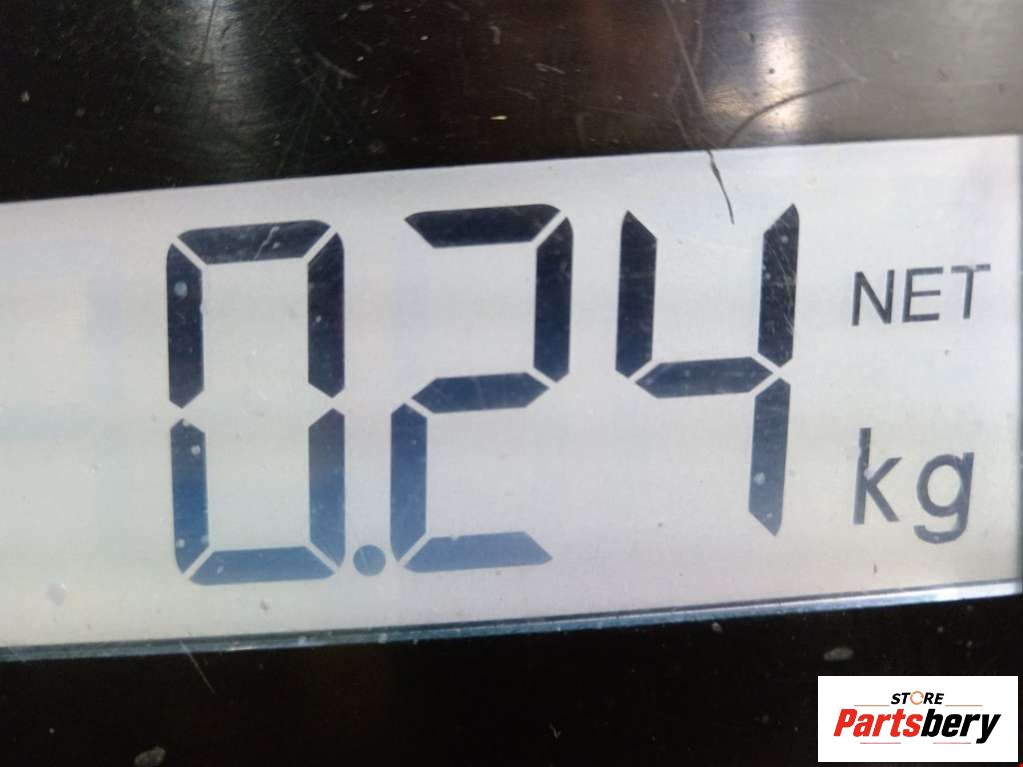 0.24 NET
kg
STORE
Partsbery